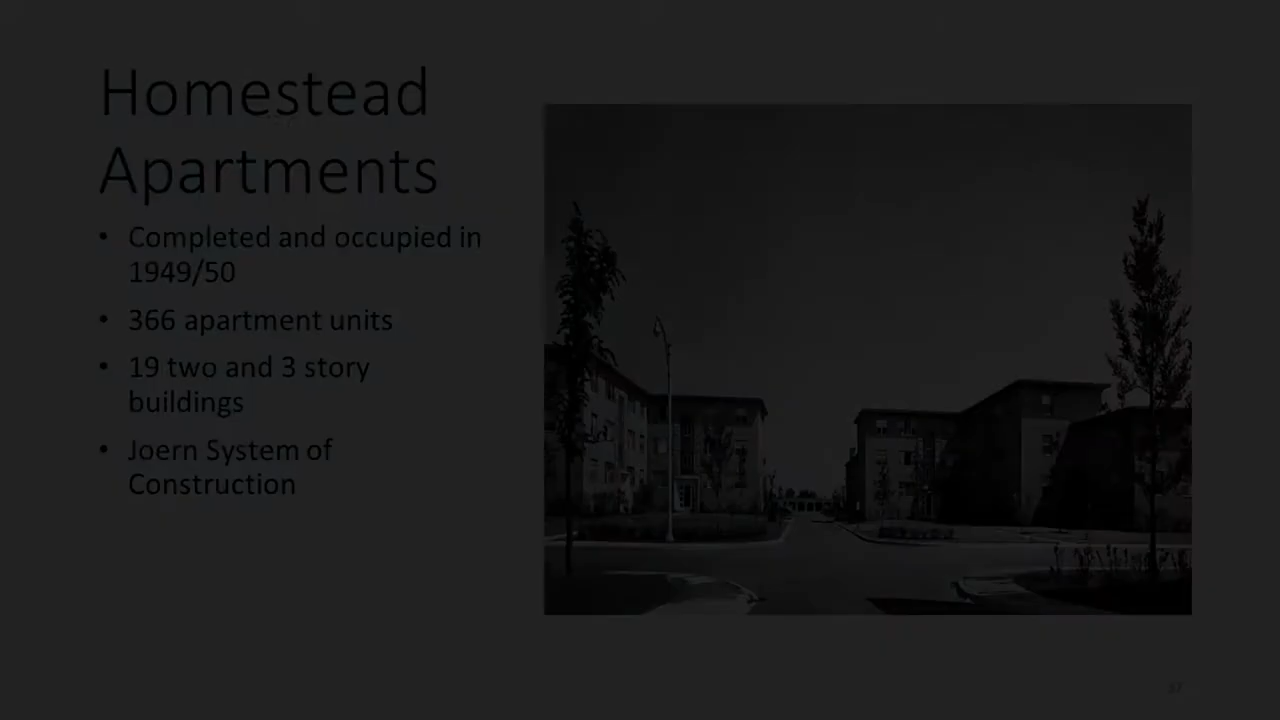 Homestead
Apartments
• Completed and occupied in
1949/50
• 366 apartment units
• 19 two and 3 story
buildings
• Joern System of
Construction
37